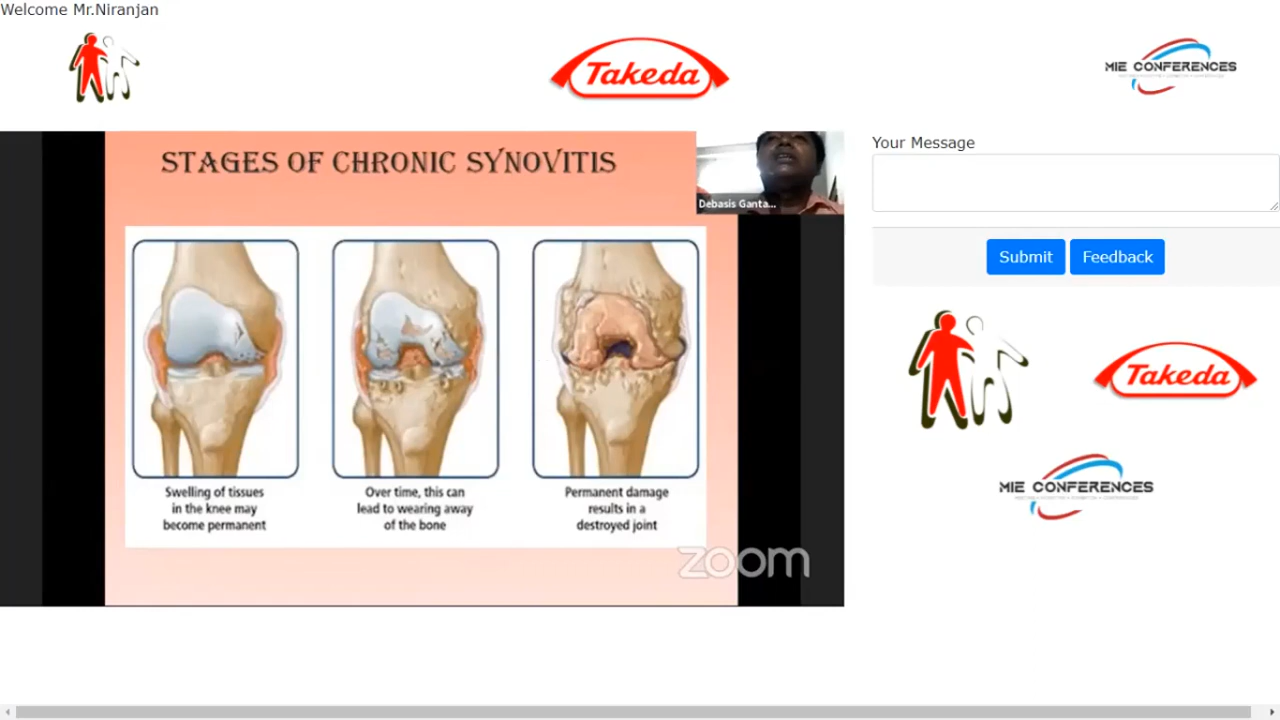 Welcome Mr.Niranjan
Takeda
MIE CONFERENCES
STAGES OF CHRONIC SYNOVITIS
Debasis Ganta...
Swelling of tissues
in the knee may
become permanent
Over time, this can
lead to wearing away
of the bone
Permanent damage
results in a
destroyed joint
zoom
Your Message
Submit
Feedback
Takeda
MIE CONFERENCES